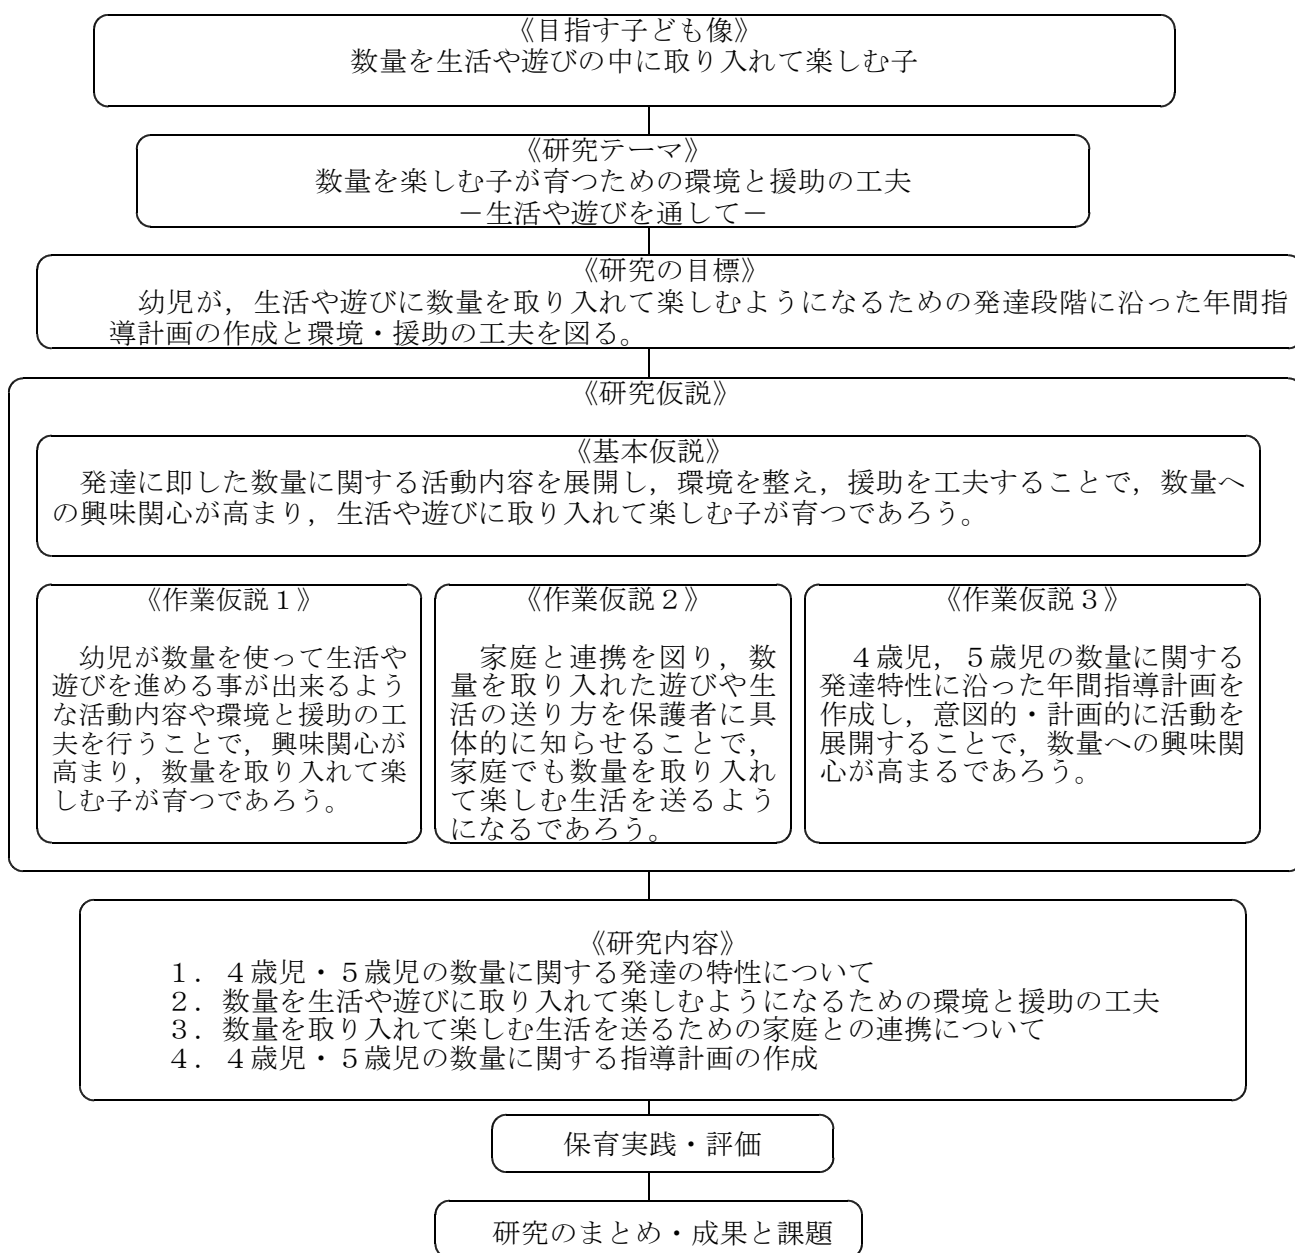 《目指す子ども像》
数量を生活や遊びの中に取り入れて楽しむ子
《研究テーマ》
数量を楽しむ子が育つための環境と援助の工夫
－生活や遊びを通して－
《研究の目標》
幼児が，生活や遊びに数量を取り入れて楽しむようになるための発達段階に沿った年間指
導計画の作成と環境・援助の工夫を図る。
《研究仮説》
《基本仮説》
発達に即した数量に関する活動内容を展開し，環境を整え，援助を工夫することで，数量へ
の興味関心が高まり，生活や遊びに取り入れて楽しむ子が育つであろう。
《作業仮説１》
幼児が数量を使って生活や
遊びを進める事が出来るよう
な活動内容や環境と援助の工
夫を行うことで，興味関心が
高まり，数量を取り入れて楽
しむ子が育つであろう。
《作業仮説２》
家庭と連携を図り，数
量を取り入れた遊びや生
活の送り方を保護者に具
体的に知らせることで，
家庭でも数量を取り入れ
て楽しむ生活を送るよう
になるであろう。
《作業仮説３》
４歳児，５歳児の数量に関する
発達特性に沿った年間指導計画を
作成し，意図的・計画的に活動を
展開することで，数量への興味関
心が高まるであろう。
《研究内容》
１．４歳児・５歳児の数量に関する発達の特性について
２．数量を生活や遊びに取り入れて楽しむようになるための環境と援助の工夫
３．数量を取り入れて楽しむ生活を送るための家庭との連携について
４．４歳児・５歳児の数量に関する指導計画の作成
保育実践・評価
研究のまとめ・成果と課題